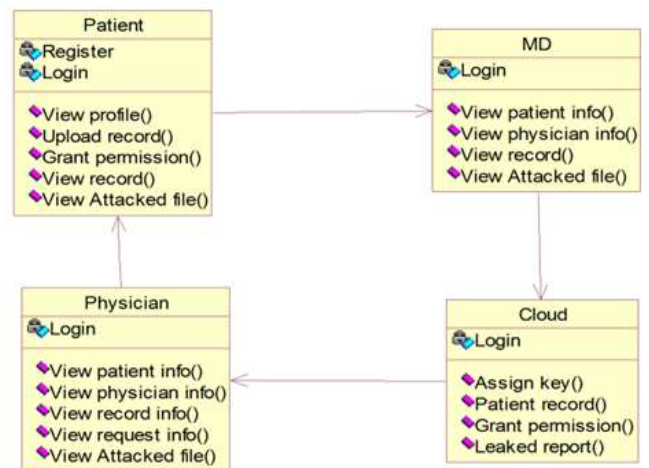 Patient
Register
Login
View profile()
Upload record()
Grant permission()
View record()
View Attacked file()
MD
Login
View patient info()
View physician info()
View record()
View Attacked file()
Physician
Login
View patient info()
View physician info()
View record info()
View request info()
View Attacked file()
Cloud
Login
Assign key()
Patient record()
Grant permission()
Leaked report()